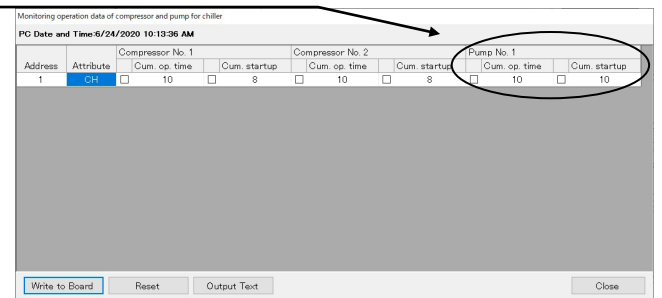 Monitoring operation data of compressor and pump for chiller
PC Date and Time:6/24/2020 10:13:36 AM
Compressor No. 1 Compressor No. 2 Pump No. 1
Address Attribute Cum. op. time Cum. startup Cum. op. time Cum. startup Cum. op. time Cum. startup
1 CH 10 8 10 8 10 10
Write to Board Reset Output Text Close